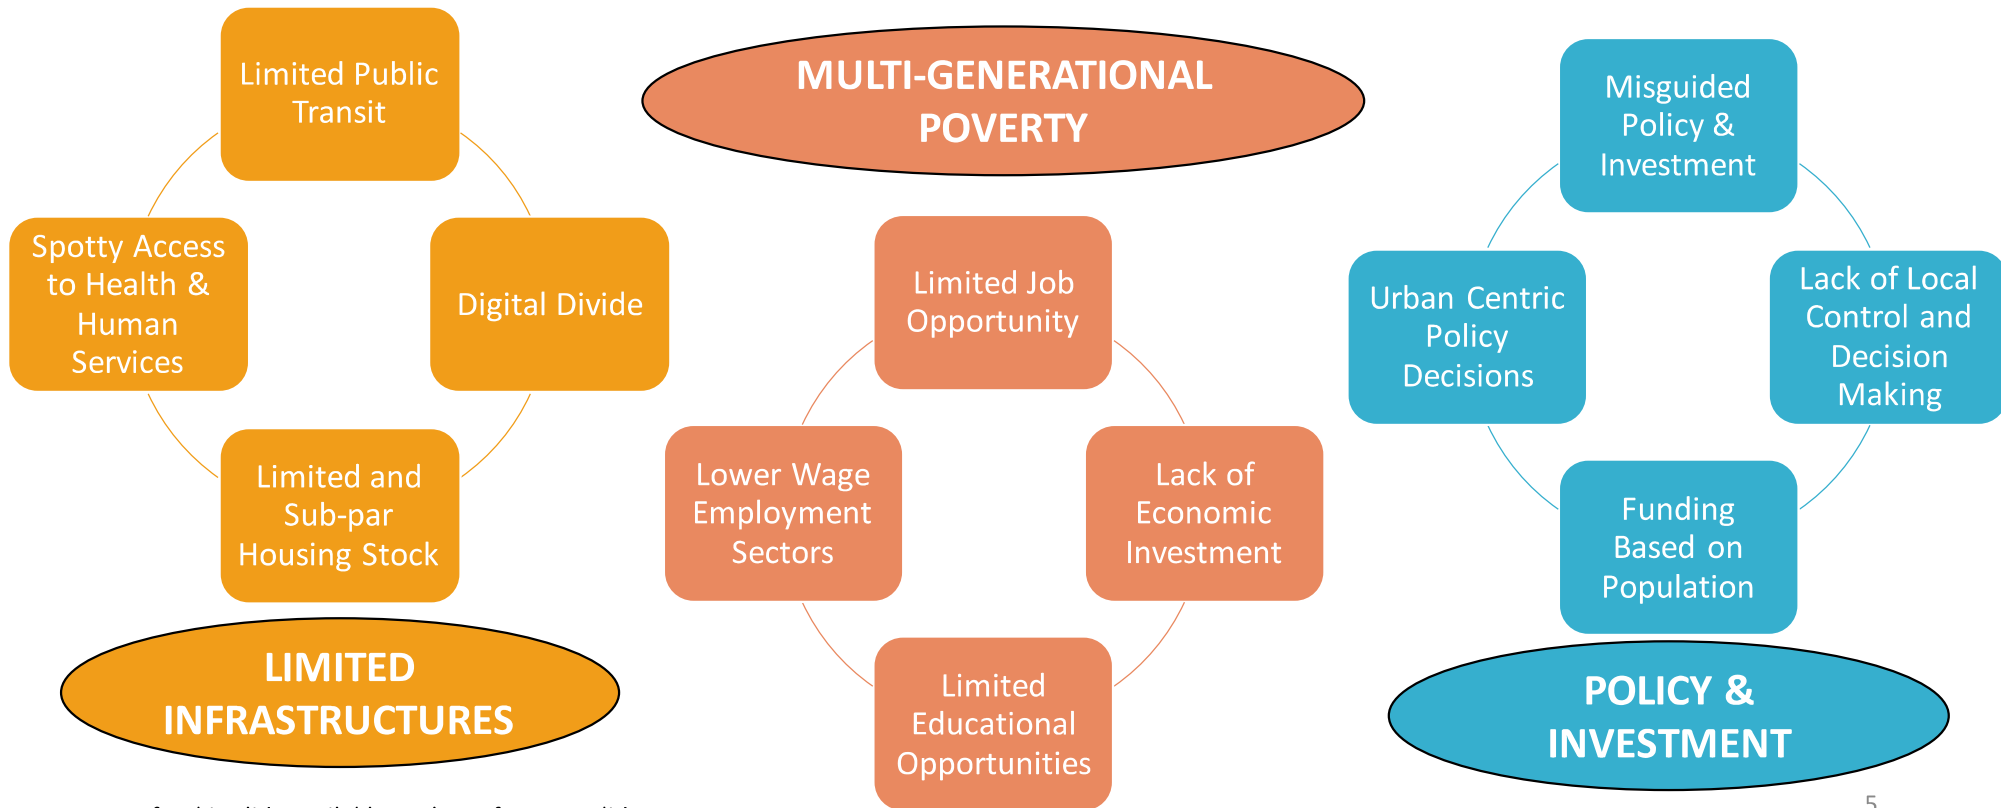 Limited Public
Transit
Spotty Access
to Health &
Human
Services
Digital Divide
Limited and
Sub-par
Housing Stock
LIMITED
INFRASTRUCTURES
MULTI-GENERATIONAL
POVERTY
Limited Job
Opportunity
Lower Wage
Employment
Sectors
Lack of
Economic
Investment
Limited
Educational
Opportunities
Misguided
Policy &
Investment
Urban Centric
Policy
Decisions
Lack of Local
Control and
Decision
Making
Funding
Based on
Population
POLICY &
INVESTMENT
5